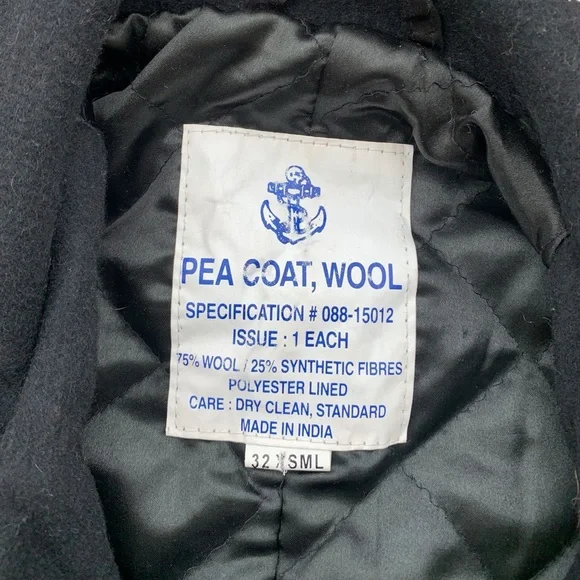 PEA COAT, WOOL
SPECIFICATION # 088-15012
ISSUE : 1 EACH
75% WOOL / 25% SYNTHETIC FIBRES
POLYESTER LINED
CARE : DRY CLEAN, STANDARD
MADE IN INDIA
32 XSML